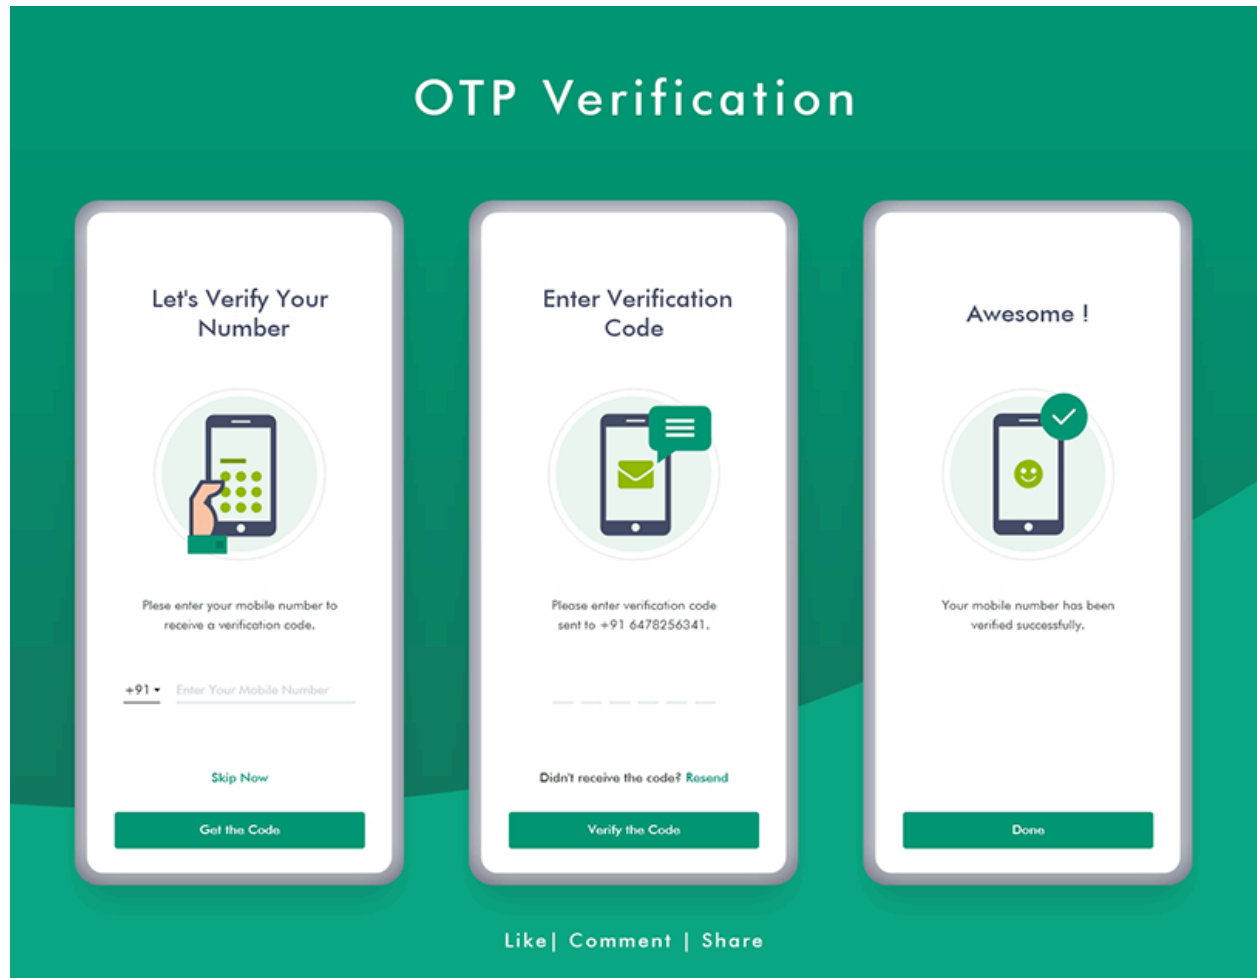 OTP Verification
Let's Verify Your
Number
Plese enter your mobile number to
receive a verification code.
+91
Enter Your Mobile Number
Skip Now
Get the Code
Enter Verification
Code
Please enter verification code
sent to +91 6478256341.
Didn't receive the code? Resend
Verify the Code
Awesome !
Your mobile number has been
verified successfully.
Done
Like| Comment | Share